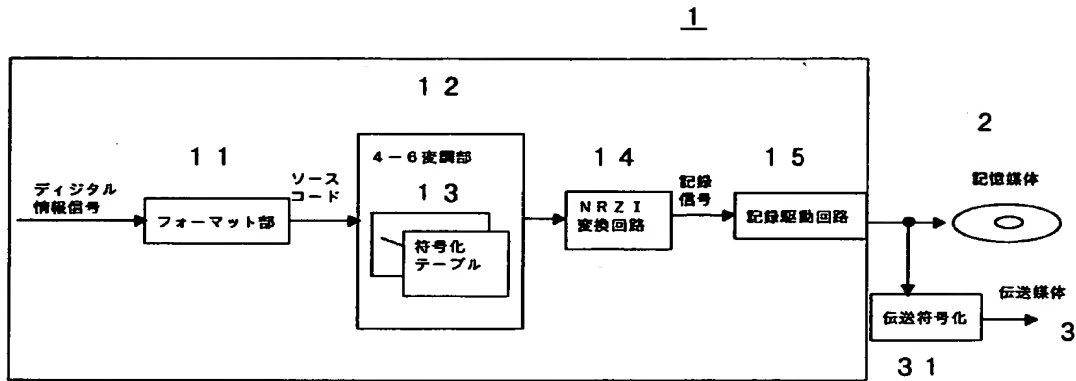 1
12
2
11
4-6変調部
14
15
ディジタル
情報信号
ソース
コード
13
記録
信号
記憶媒体
フォーマット部
符号化
テーブル
NRZI
変換回路
記録駆動回路
伝送媒体
伝送符号化
3
31